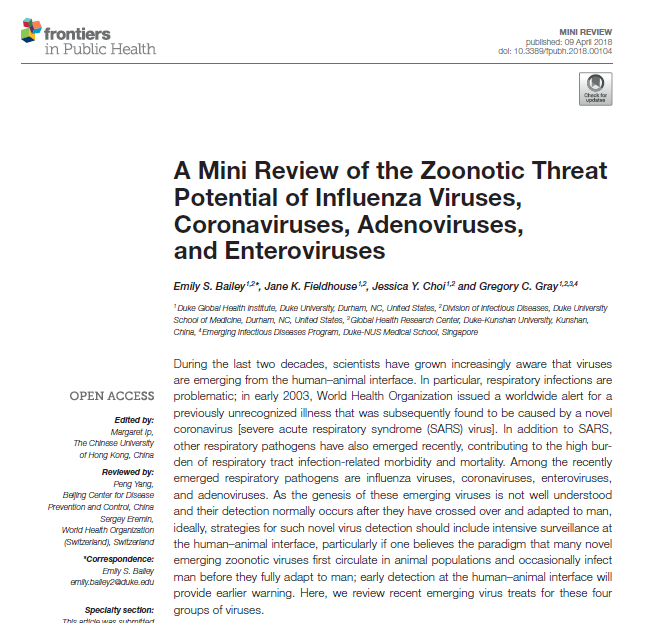 frontiers
in Public Health
MINI REVIEW
published: 09 April 2018
doi: 10.3389/fpubh.2018.00104
Check for
updates
A Mini Review of the Zoonotic Threat
Potential of Influenza Viruses,
Coronaviruses, Adenoviruses,
and Enteroviruses
Emily S. Bailey1,2*, Jane K. Fieldhouse1,2, Jessica Y. Choi1,2 and Gregory C. Gray1,2,3,4
1 Duke Global Health Institute, Duke University, Durham, NC, United States, 2 Division of Infectious Diseases, Duke University
School of Medicine, Durham, NC, United States, 3 Global Health Research Center, Duke-Kunshan University, Kunshan,
China, 4 Emerging Infectious Diseases Program, Duke-NUS Medical School, Singapore
OPEN ACCESS
Edited by:
Margaret Ip,
The Chinese University
of Hong Kong, China
Reviewed by:
Peng Yang,
Beijing Center for Disease
Prevention and Control, China
Sergey Eremin,
World Health Organization
(Switzerland), Switzerland
*Correspondence:
Emily S. Bailey
emily.bailey2@duke.edu
Specialty section:
This article was submitted
During the last two decades, scientists have grown increasingly aware that viruses
are emerging from the human–animal interface. In particular, respiratory infections are
problematic; in early 2003, World Health Organization issued a worldwide alert for a
previously unrecognized illness that was subsequently found to be caused by a novel
coronavirus [severe acute respiratory syndrome (SARS) virus]. In addition to SARS,
other respiratory pathogens have also emerged recently, contributing to the high bur-
den of respiratory tract infection-related morbidity and mortality. Among the recently
emerged respiratory pathogens are influenza viruses, coronaviruses, enteroviruses,
and adenoviruses. As the genesis of these emerging viruses is not well understood
and their detection normally occurs after they have crossed over and adapted to man,
ideally, strategies for such novel virus detection should include intensive surveillance at
the human–animal interface, particularly if one believes the paradigm that many novel
emerging zoonotic viruses first circulate in animal populations and occasionally infect
man before they fully adapt to man; early detection at the human–animal interface will
provide earlier warning. Here, we review recent emerging virus treats for these four
groups of viruses.